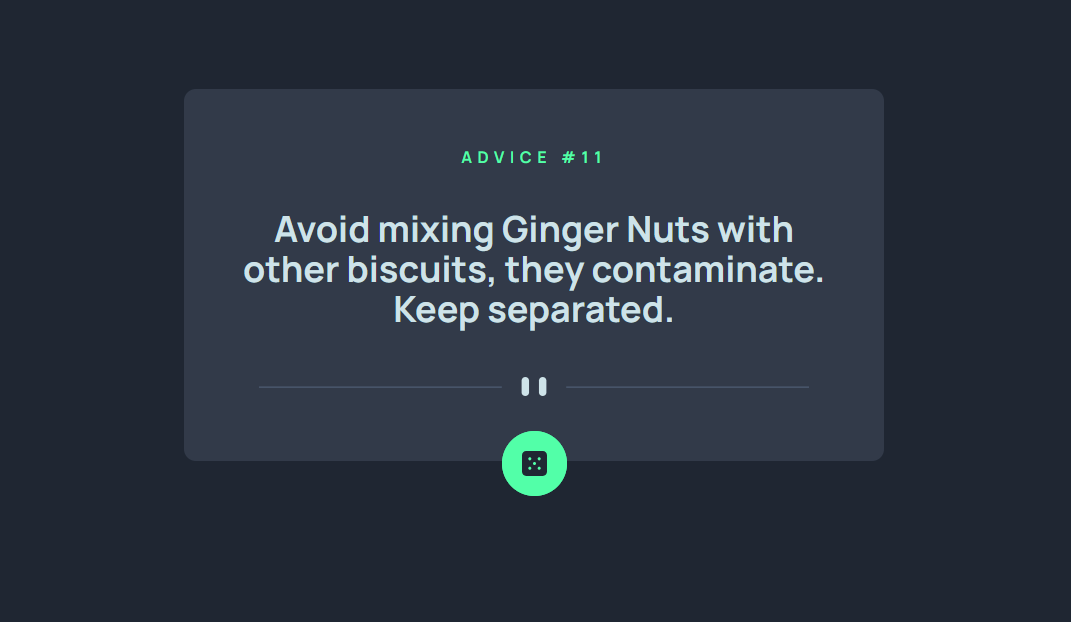 ADVICE #11
Avoid mixing Ginger Nuts with
other biscuits, they contaminate.
Keep separated.